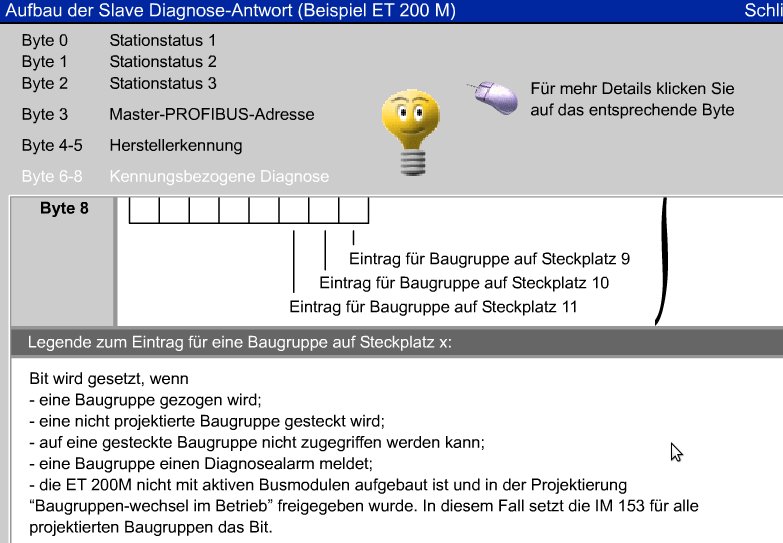 Aufbau der Slave Diagnose-Antwort (Beispiel ET 200 M) Schli
Byte 0 Stationstatus 1
Byte 1 Stationstatus 2
Byte 2 Stationstatus 3
Byte 3 Master-PROFIBUS-Adresse
Byte 4-5 Herstellerkennung
Byte 6-8 Kennungsbezogene Diagnose
Für mehr Details klicken Sie
auf das entsprechende Byte
Byte 8
Eintrag für Baugruppe auf Steckplatz 9
Eintrag für Baugruppe auf Steckplatz 10
Eintrag für Baugruppe auf Steckplatz 11
Legende zum Eintrag für eine Baugruppe auf Steckplatz x:
Bit wird gesetzt, wenn
- eine Baugruppe gezogen wird;
- eine nicht projektierte Baugruppe gesteckt wird;
- auf eine gesteckte Baugruppe nicht zugegriffen werden kann;
- eine Baugruppe einen Diagnosealarm meldet;
- die ET 200M nicht mit aktiven Busmodulen aufgebaut ist und in der Projektierung
“Baugruppen-wechsel im Betrieb” freigegeben wurde. In diesem Fall setzt die IM 153 für alle
projektierten Baugruppen das Bit.